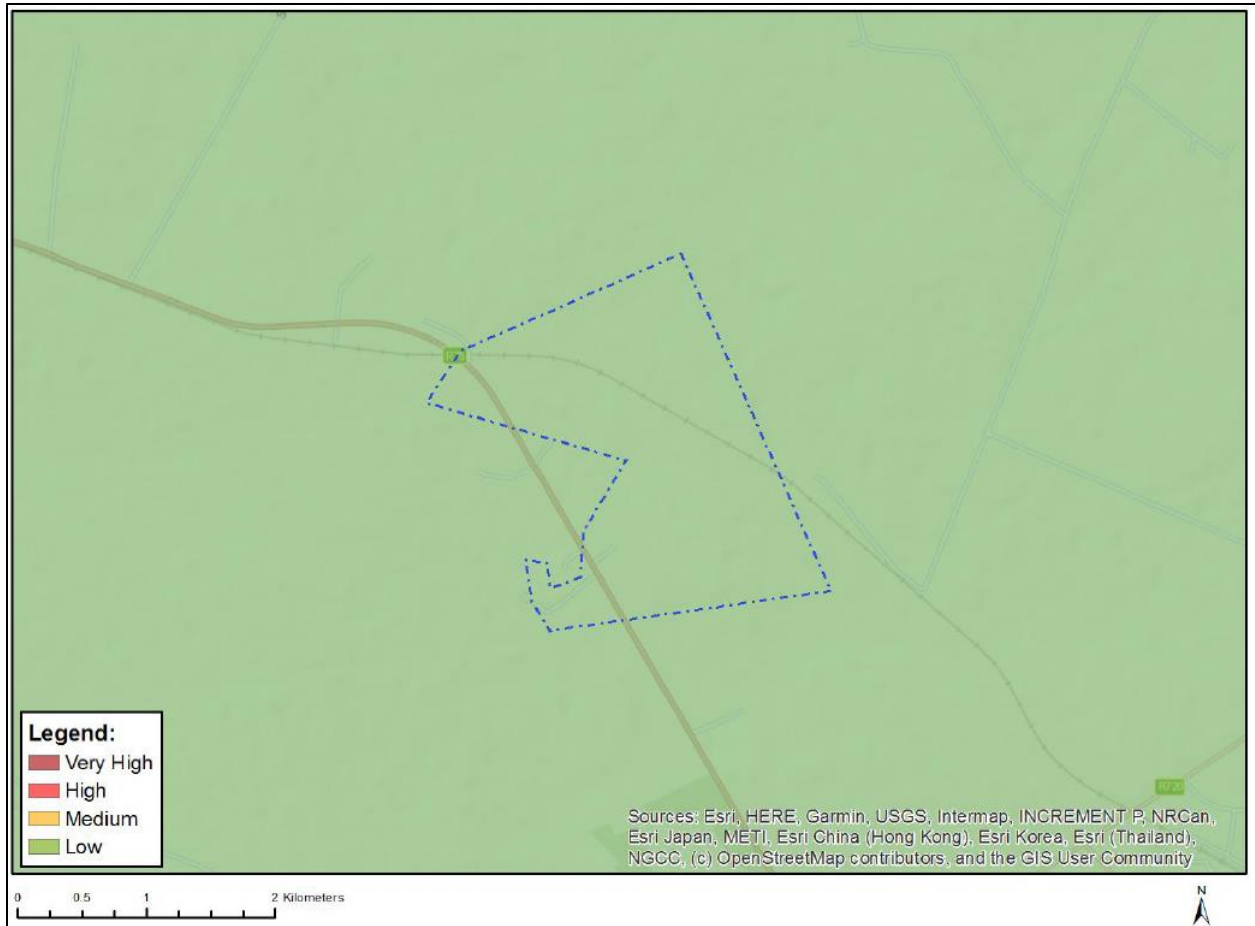 R720
Legend:
Very High
High
Medium
Low
Sources: Esri, HERE, Garmin, USGS, Intermap, INCREMENT P, NRCan,
Esri Japan, METI, Esri China (Hong Kong), Esri Korea, Esri (Thailand),
NGCC, (c) OpenStreetMap contributors, and the GIS User Community
0 0.5 1 2 Kilometers
N